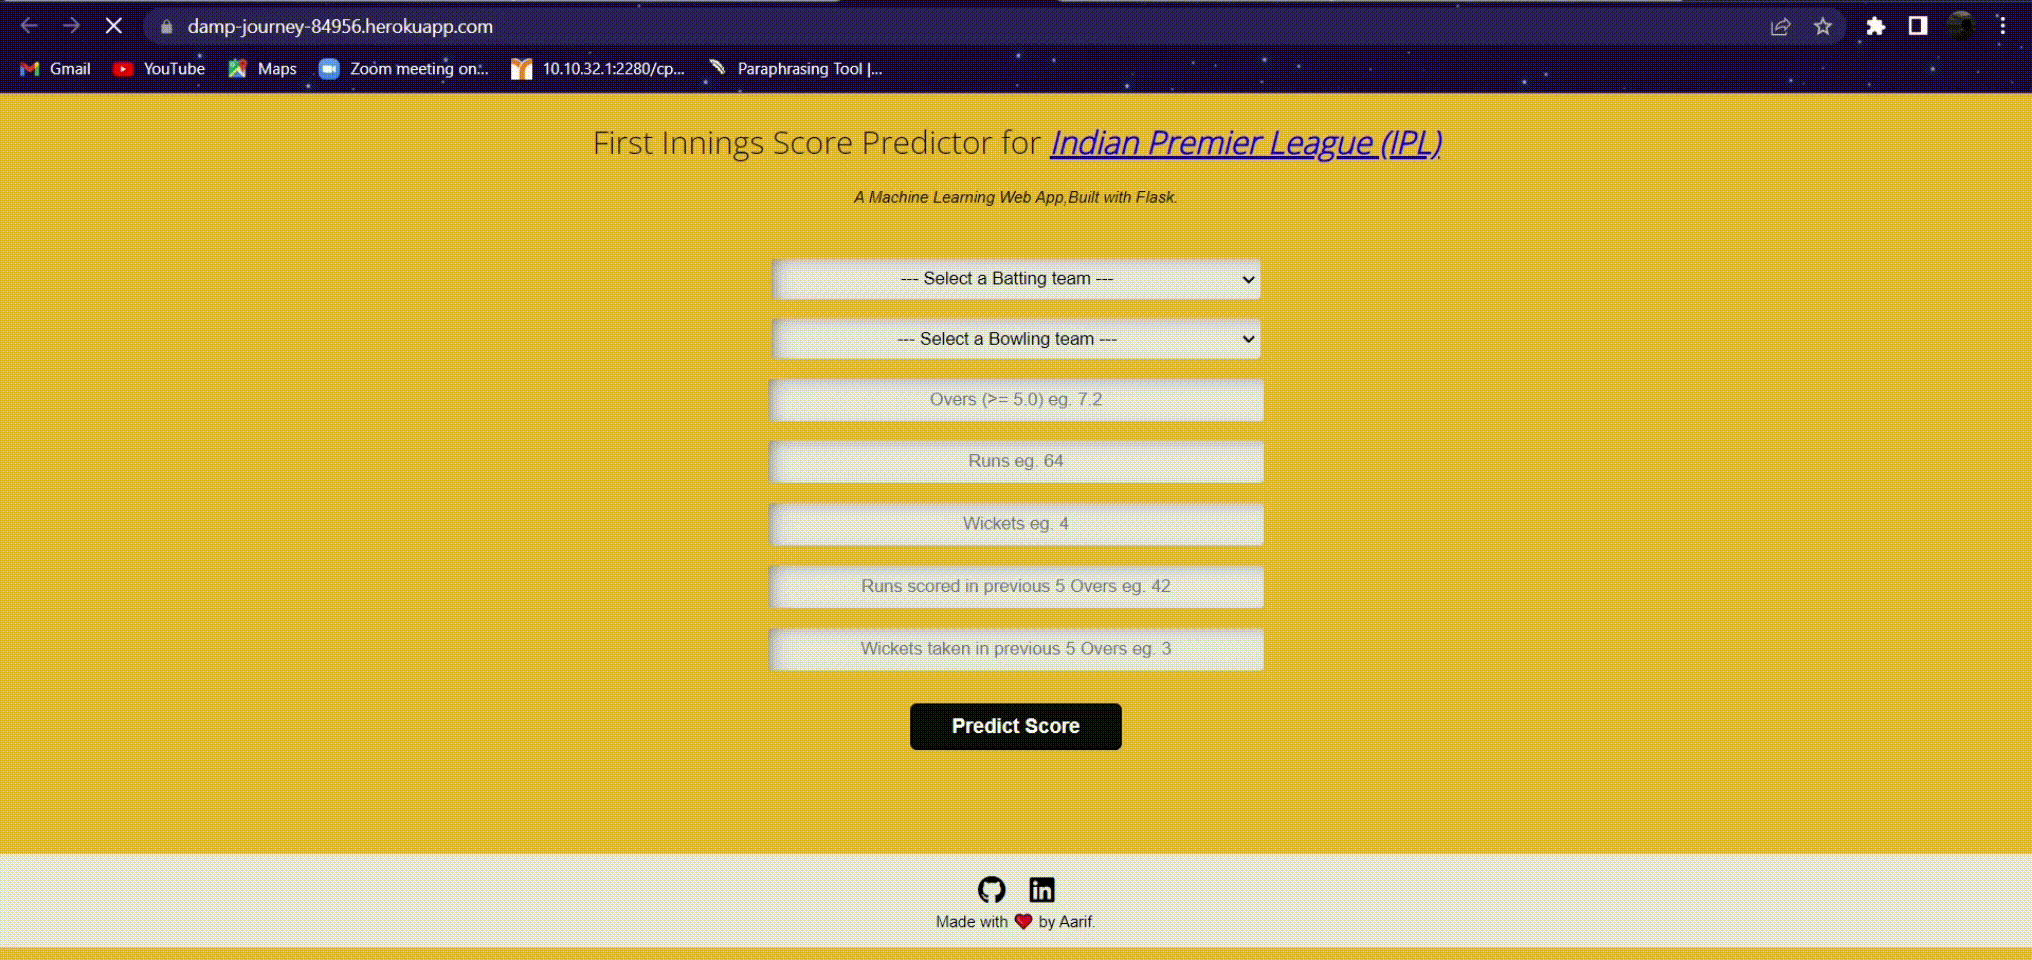 damp-journey-84956.herokuapp.com
Gmail YouTube Maps Zoom meeting on... 10.10.32.1:2280/cp... Paraphrasing Tool |...
First Innings Score Predictor for Indian Premier League (IPL)
A Machine Learning Web App,Built with Flask.
--- Select a Batting team ---
--- Select a Bowling team ---
Overs (>= 5.0) eg. 7.2
Runs eg. 64
Wickets eg. 4
Runs scored in previous 5 Overs eg. 42
Wickets taken in previous 5 Overs eg. 3
Predict Score
Made with ❤ by Aarif.